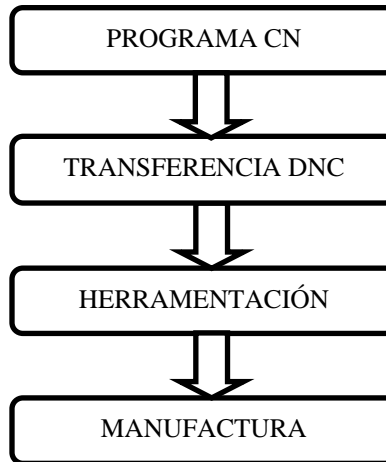 PROGRAMA CN
TRANSFERENCIA DNC
HERRAMENTACIÓN
MANUFACTURA